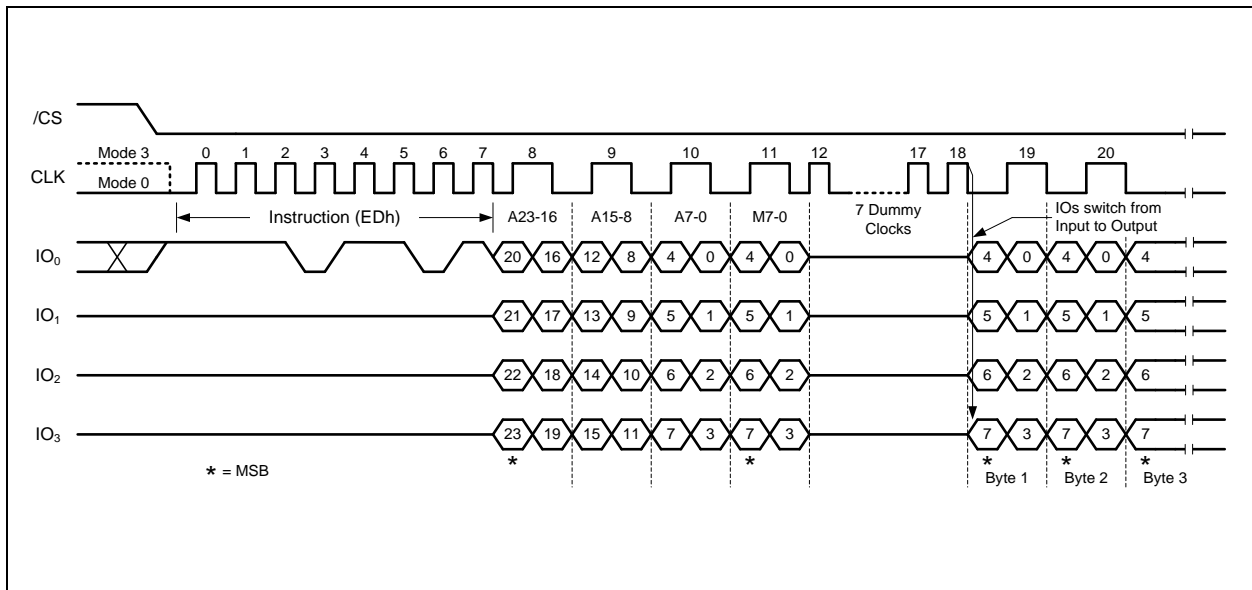 /CS
Mode 3 0 1 2 3 4 5 6 7 8 9 10 11 12 17 18 19 20
CLK Mode 0
Instruction (EDh) A23-16 A15-8 A7-0 M7-0 7 Dummy IOs switch from
Clocks Input to Output
IO₀ 20 16 12 8 4 0 4 0 4 0 4 0 4
IO₁ 21 17 13 9 5 1 5 1 5 1 5 1 5
IO₂ 22 18 14 10 6 2 6 2 6 2 6 2 6
IO₃ 23 19 15 11 7 3 7 3 7 3 7 3 7
* * * * *
* = MSB Byte 1 Byte 2 Byte 3